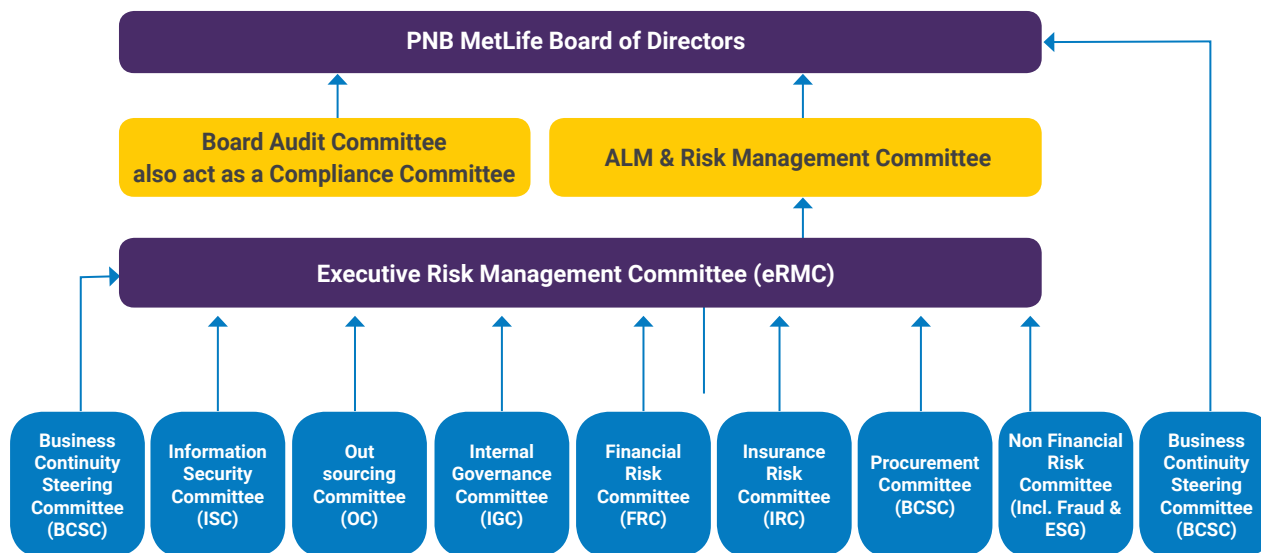 PNB MetLife Board of Directors
Board Audit Committee
also act as a Compliance Committee
ALM & Risk Management Committee
Executive Risk Management Committee (eRMC)
Business
Continuity
Steering
Committee
(BCSC)
Information
Security
Committee
(ISC)
Out
sourcing
Committee
(OC)
Internal
Governance
Committee
(IGC)
Financial
Risk
Committee
(FRC)
Insurance
Risk
Committee
(IRC)
Procurement
Committee
(BCSC)
Non Financial
Risk
Committee
(Incl. Fraud &
ESG)
Business
Continuity
Steering
Committee
(BCSC)